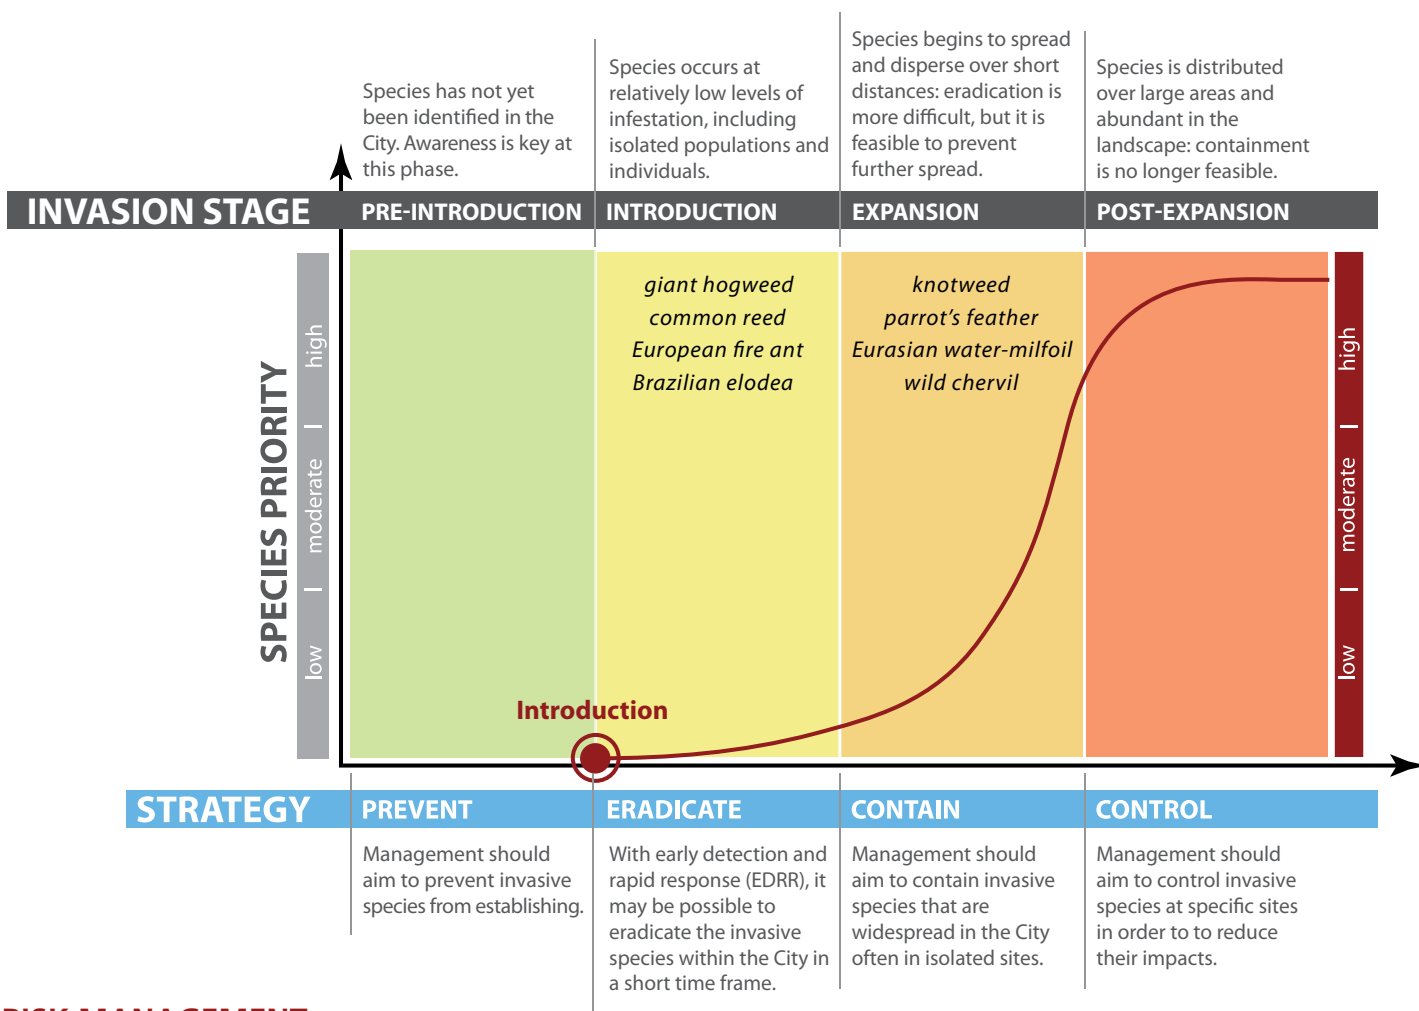 Species has not yet
been identified in the
City. Awareness is key at
this phase.
Species occurs at
relatively low levels of
infestation, including
isolated populations and
individuals.
Species begins to spread
and disperse over short
distances: eradication is
more difficult, but it is
feasible to prevent
further spread.
Species is distributed
over large areas and
abundant in the
landscape: containment
is no longer feasible.
INVASION STAGE
PRE-INTRODUCTION
INTRODUCTION
EXPANSION
POST-EXPANSION
SPECIES PRIORITY
high
moderate
low
giant hogweed
common reed
European fire ant
Brazilian elodea
knotweed
parrot's feather
Eurasian water-milfoil
wild chervil
high
moderate
low
Introduction
STRATEGY
PREVENT
ERADICATE
CONTAIN
CONTROL
Management should
aim to prevent invasive
species from establishing.
With early detection and
rapid response (EDRR), it
may be possible to
eradicate the invasive
species within the City in
a short time frame.
Management should
aim to contain invasive
species that are
widespread in the City
often in isolated sites.
Management should
aim to control invasive
species at specific sites
in order to to reduce
their impacts.
RISK MANAGEMENT